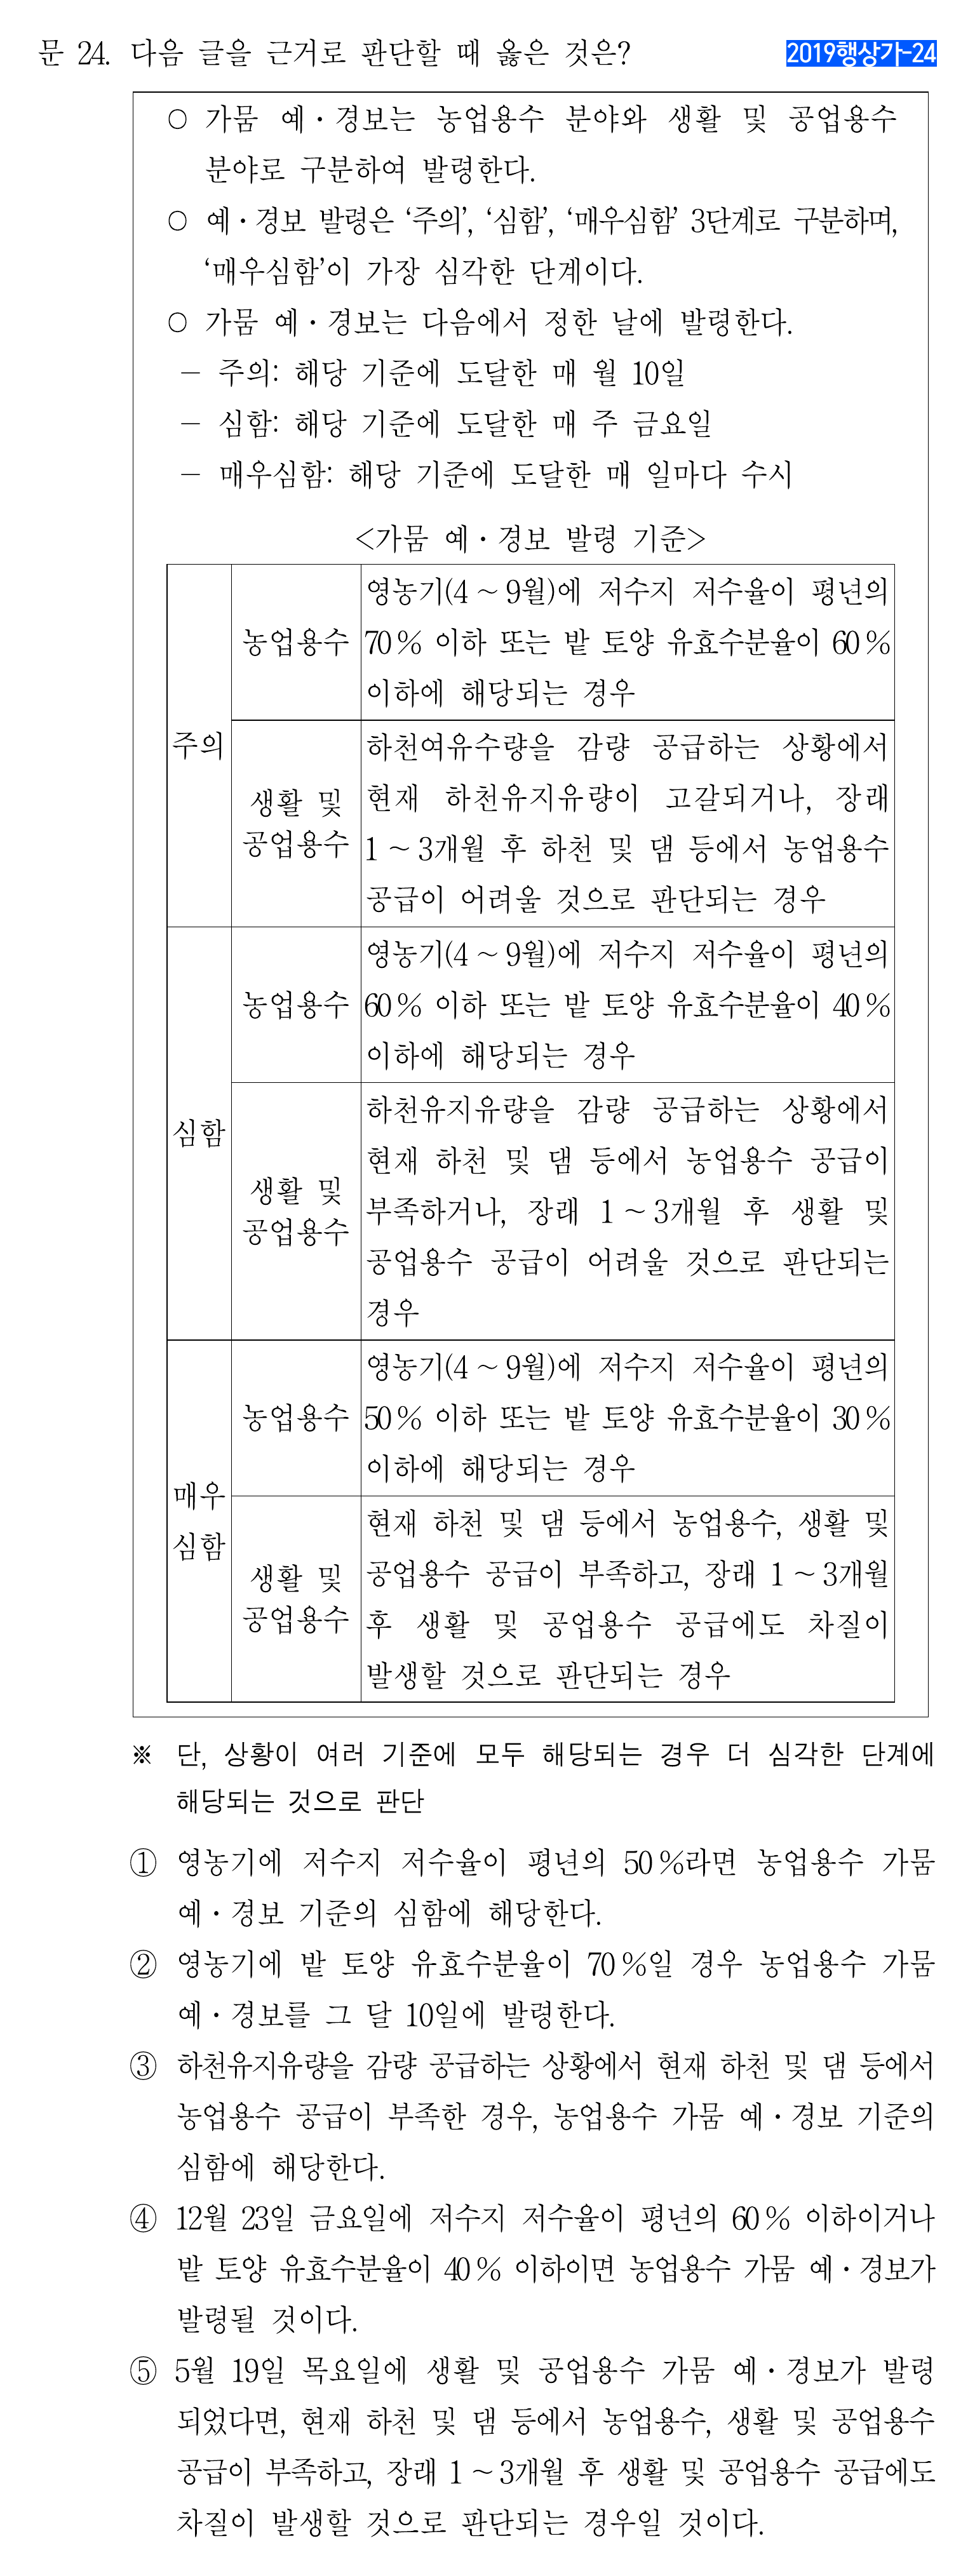 문 24. 다음 글을 근거로 판단할 때 옳은 것은?
2019행상가-24
○ 가뭄 예·경보는 농업용수 분야와 생활 및 공업용수
분야로 구분하여 발령한다.
○ 예·경보 발령은 ‘주의’, ‘심함’, ‘매우심함’ 3단계로 구분하며,
‘매우심함’이 가장 심각한 단계이다.
○ 가뭄 예·경보는 다음에서 정한 날에 발령한다.
- 주의: 해당 기준에 도달한 매 월 10일
- 심함: 해당 기준에 도달한 매 주 금요일
- 매우심함: 해당 기준에 도달한 매 일마다 수시
<가뭄 예·경보 발령 기준>
주의
농업용수
영농기(4~9월)에 저수지 저수율이 평년의
70% 이하 또는 밭 토양 유효수분율이 60%
이하에 해당되는 경우
생활 및
공업용수
하천여유수량을 감량 공급하는 상황에서
현재 하천유지유량이 고갈되거나, 장래
1~3개월 후 하천 및 댐 등에서 농업용수
공급이 어려울 것으로 판단되는 경우
심함
농업용수
영농기(4~9월)에 저수지 저수율이 평년의
60% 이하 또는 밭 토양 유효수분율이 40%
이하에 해당되는 경우
생활 및
공업용수
하천유지유량을 감량 공급하는 상황에서
현재 하천 및 댐 등에서 농업용수 공급이
부족하거나, 장래 1~3개월 후 생활 및
공업용수 공급이 어려울 것으로 판단되는
경우
매우
심함
농업용수
영농기(4~9월)에 저수지 저수율이 평년의
50% 이하 또는 밭 토양 유효수분율이 30%
이하에 해당되는 경우
생활 및
공업용수
현재 하천 및 댐 등에서 농업용수, 생활 및
공업용수 공급이 부족하고, 장래 1~3개월
후 생활 및 공업용수 공급에도 차질이
발생할 것으로 판단되는 경우
※ 단, 상황이 여러 기준에 모두 해당되는 경우 더 심각한 단계에
해당되는 것으로 판단
① 영농기에 저수지 저수율이 평년의 50%라면 농업용수 가뭄
예·경보 기준의 심함에 해당한다.
② 영농기에 밭 토양 유효수분율이 70%일 경우 농업용수 가뭄
예·경보를 그 달 10일에 발령한다.
③ 하천유지유량을 감량 공급하는 상황에서 현재 하천 및 댐 등에서
농업용수 공급이 부족한 경우, 농업용수 가뭄 예·경보 기준의
심함에 해당한다.
④ 12월 23일 금요일에 저수지 저수율이 평년의 60% 이하이거나
밭 토양 유효수분율이 40% 이하이면 농업용수 가뭄 예·경보가
발령될 것이다.
⑤ 5월 19일 목요일에 생활 및 공업용수 가뭄 예·경보가 발령
되었다면, 현재 하천 및 댐 등에서 농업용수, 생활 및 공업용수
공급이 부족하고, 장래 1~3개월 후 생활 및 공업용수 공급에도
차질이 발생할 것으로 판단되는 경우일 것이다.